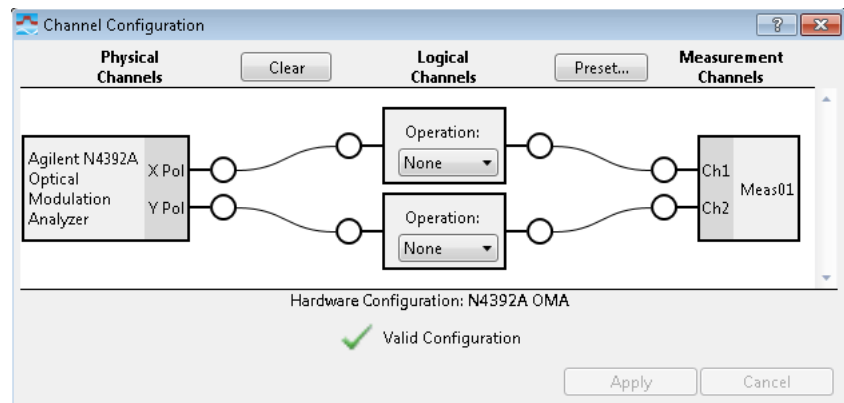 Channel Configuration
?
Physical Channels
Clear
Logical Channels
Preset...
Measurement Channels
Agilent N4392A
Optical
Modulation
Analyzer
X Pol
Y Pol
Operation:
None
Operation:
None
Ch1
Ch2
Meas01
Hardware Configuration: N4392A OMA
Valid Configuration
Apply
Cancel